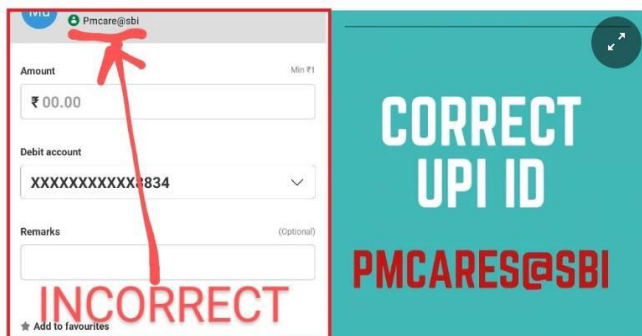 Pmcare@sbi
Amount Min ₹1
₹ 00.00
Debit account
XXXXXXXXXXX8834
Remarks (Optional)
INCORRECT
Add to favourites
CORRECT
UPI ID
PMCARES@SBI